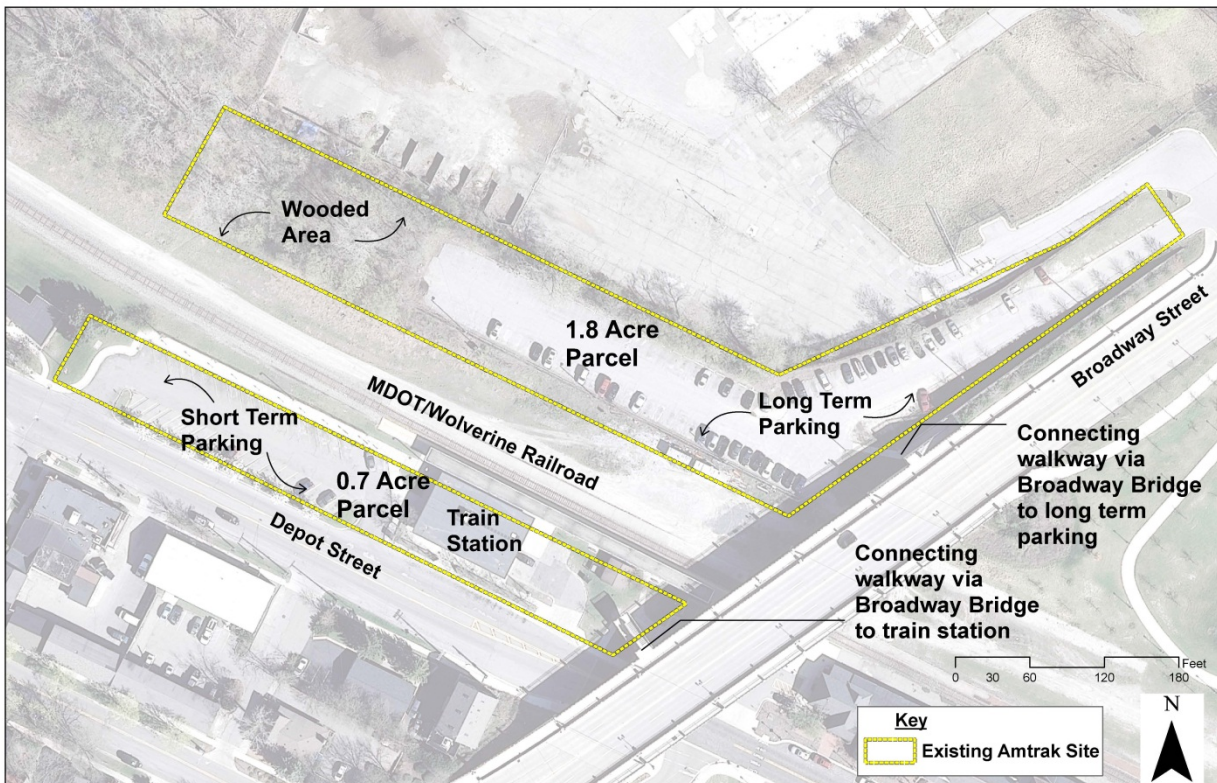 Wooded
Area
1.8 Acre
Parcel
MDOT/Wolverine Railroad
Long Term
Parking
Broadway Street
Short Term
Parking
0.7 Acre
Parcel
Train
Station
Depot Street
Connecting
walkway via
Broadway Bridge
to long term
parking
Connecting
walkway via
Broadway Bridge
to train station
Feet
0 30 60 120 180
N
Key
Existing Amtrak Site